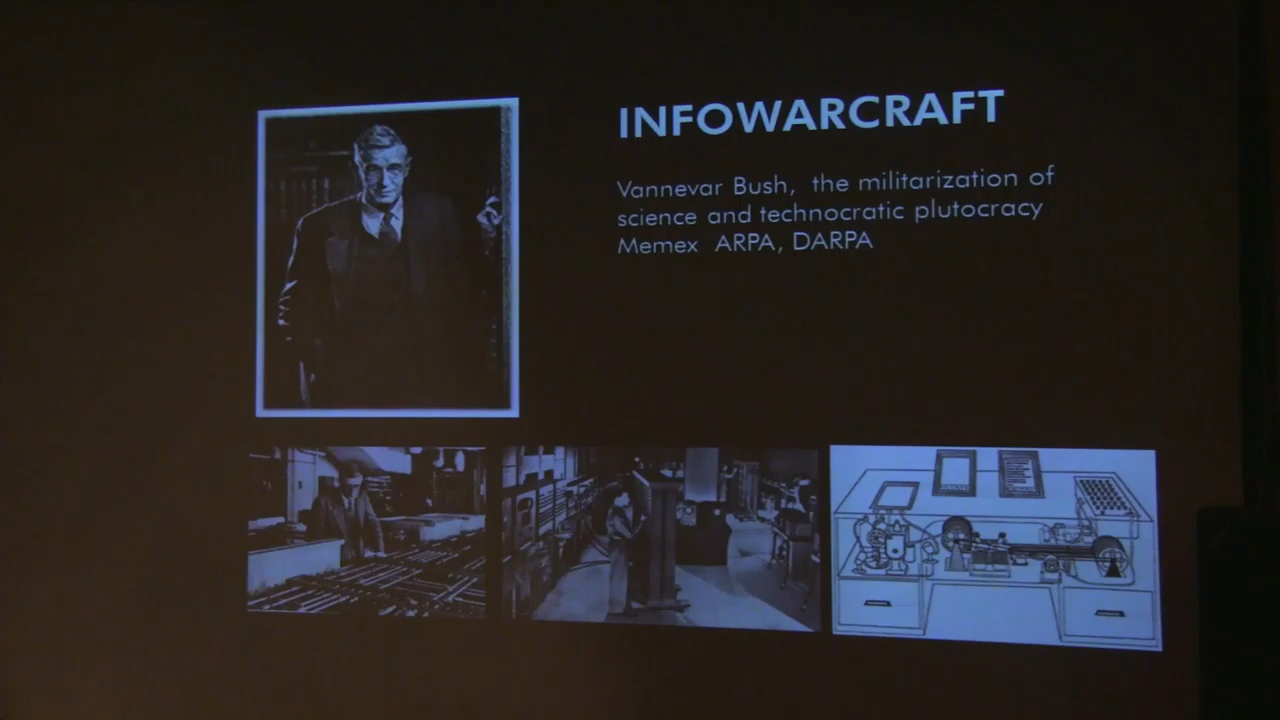 INFOWARCRAFT
Vannevar Bush, the militarization of
science and technocratic plutocracy
Memex ARPA, DARPA